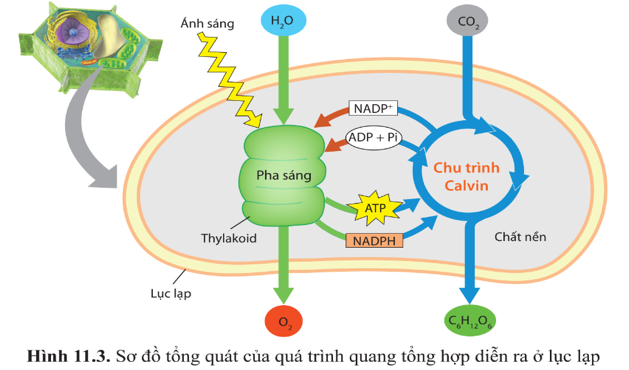 Ánh sáng
H₂O
CO₂
NADP⁺
ADP + Pi
Pha sáng
Chu trình
Calvin
ATP
Thylakoid
NADPH
Chất nền
Lục lạp
O₂
C₆H₁₂O₆
Hình 11.3. Sơ đồ tổng quát của quá trình quang tổng hợp diễn ra ở lục lạp